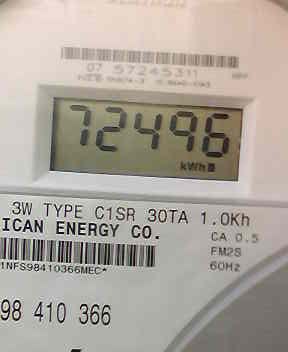 07 57245311
72496
kWh
3W TYPE C1SR 30TA 1.0Kh
ICAN ENERGY CO.
CA 0.5
FM2S
60Hz
1NFS98410366MEC*
98 410 366